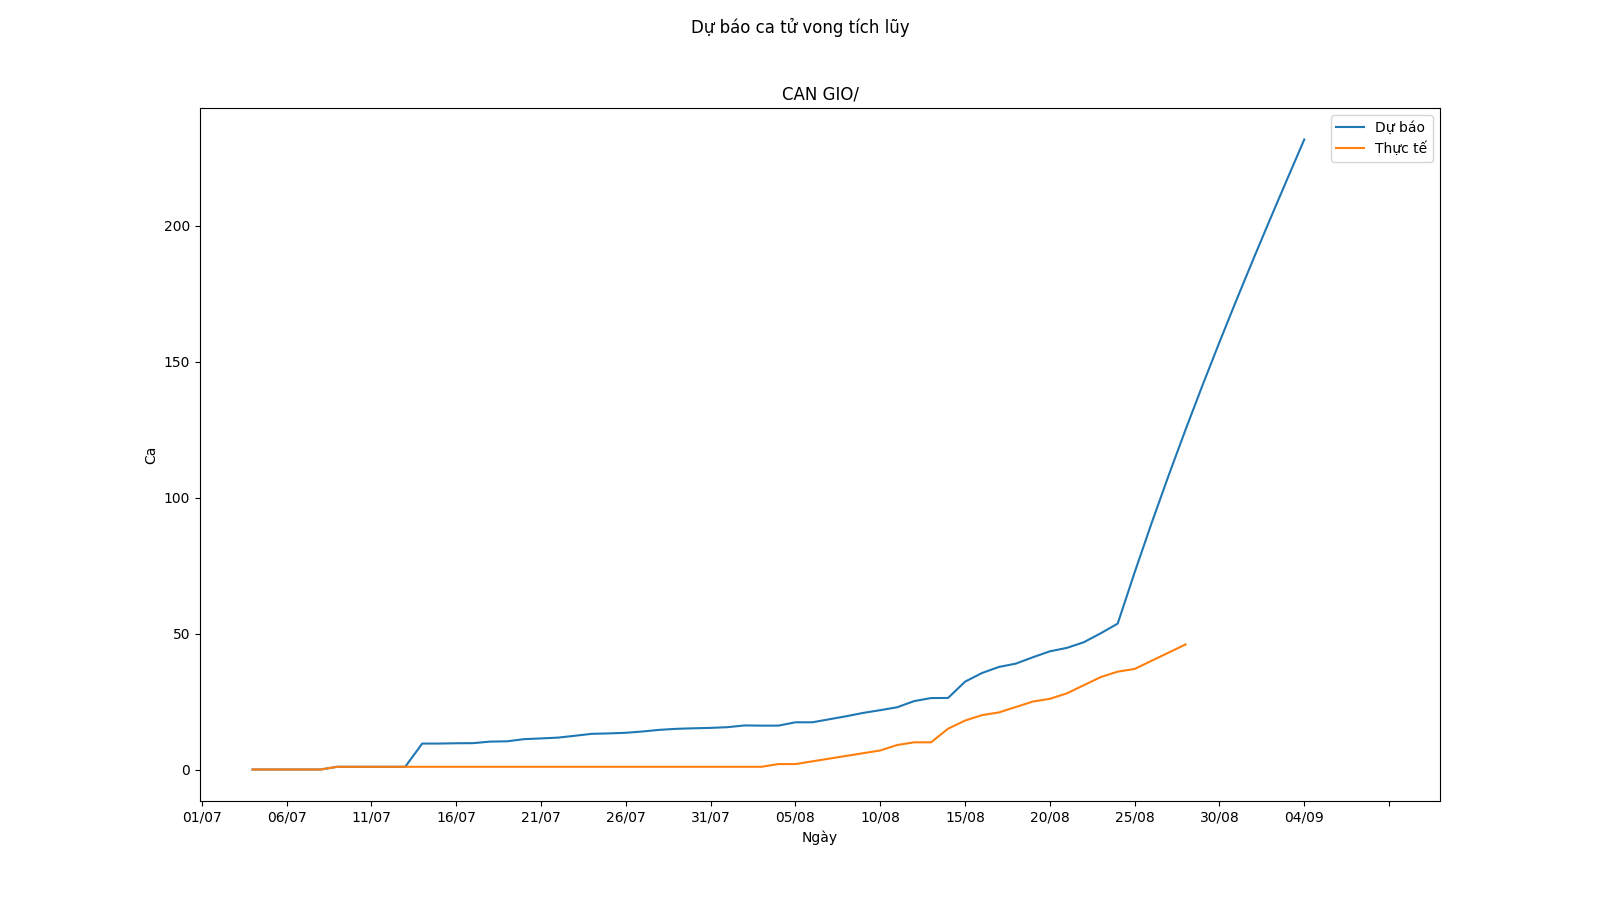 Dự báo ca tử vong tích lũy
CAN GIO/
Dự báo
Thực tế
200
150
100
50
0
Ca
01/07 06/07 11/07 16/07 21/07 26/07 31/07 05/08 10/08 15/08 20/08 25/08 30/08 04/09
Ngày